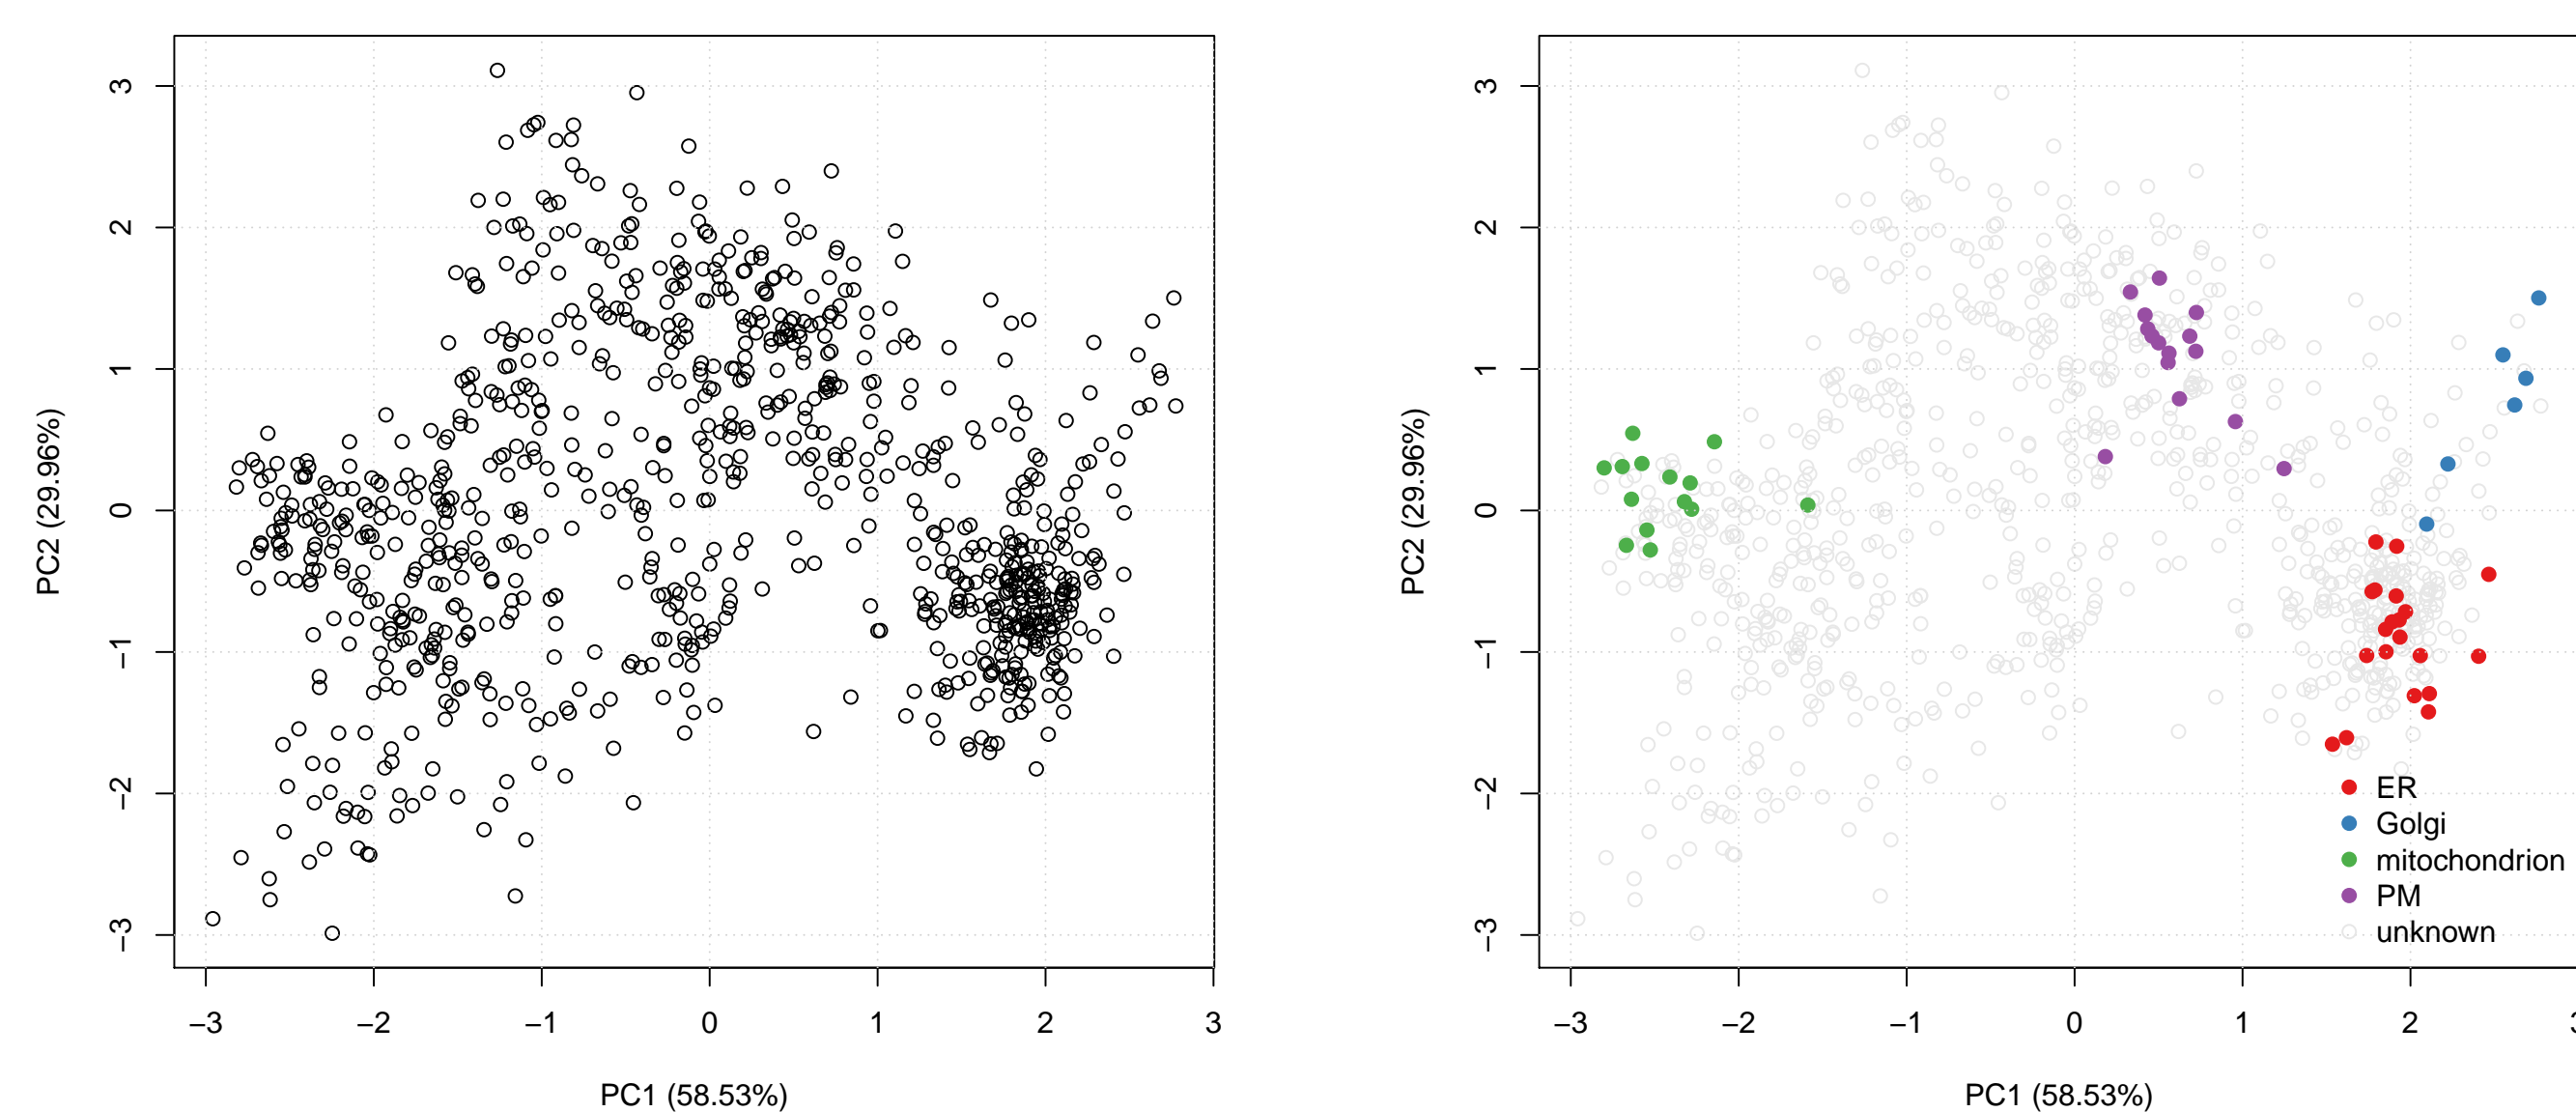 3
2
1
0
−1
−2
−3
PC2 (29.96%)
−3 −2 −1 0 1 2 3
PC1 (58.53%)
3
2
1
0
−1
−2
−3
PC2 (29.96%)
ER
Golgi
mitochondrion
PM
unknown
−3 −2 −1 0 1 2
PC1 (58.53%)